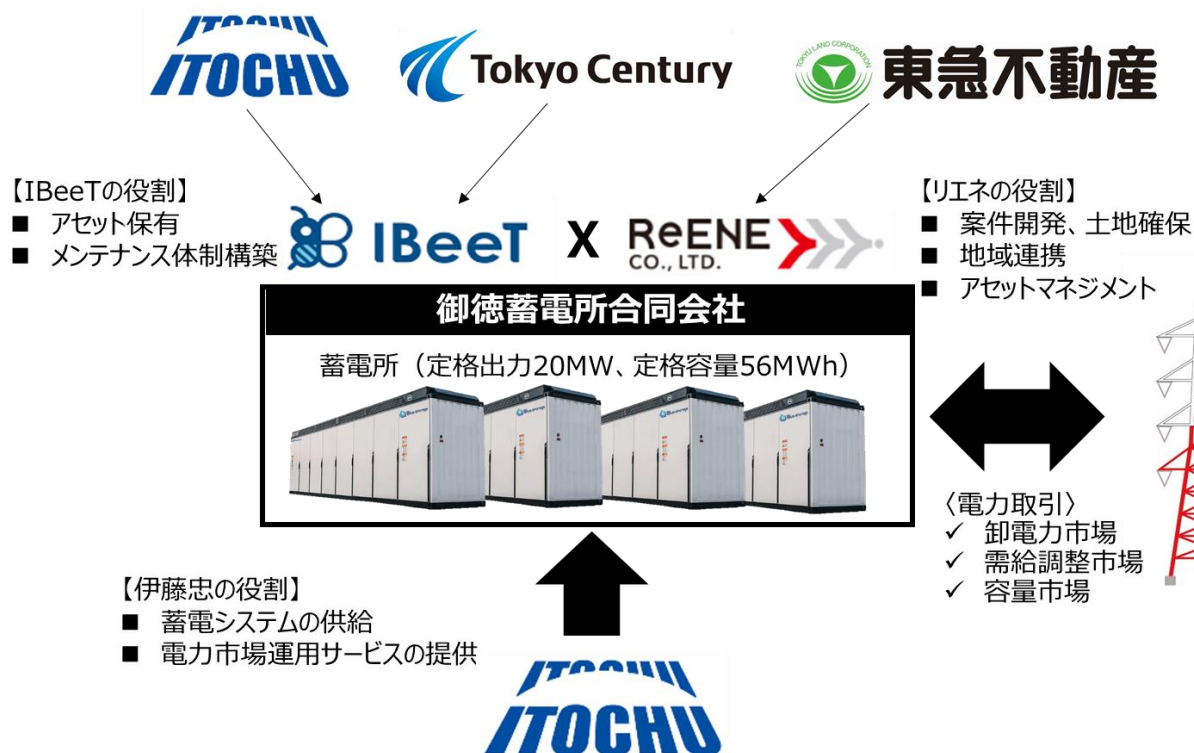 ITOCHU
ITOCHU
Tokyo Century
TOKYU LAND CORPORATION
東急不動産
【IBeeTの役割】
■ アセット保有
■ メンテナンス体制構築
IBeeT
X
ReENE
CO., LTD.
【リエネの役割】
■ 案件開発、土地確保
■ 地域連携
■ アセットマネジメント
御徳蓄電所合同会社
蓄電所（定格出力20MW、定格容量56MWh）
〈電力取引〉
✓ 卸電力市場
✓ 需給調整市場
✓ 容量市場
【伊藤忠の役割】
■ 蓄電システムの供給
■ 電力市場運用サービスの提供
ITOCHU
ITOCHU